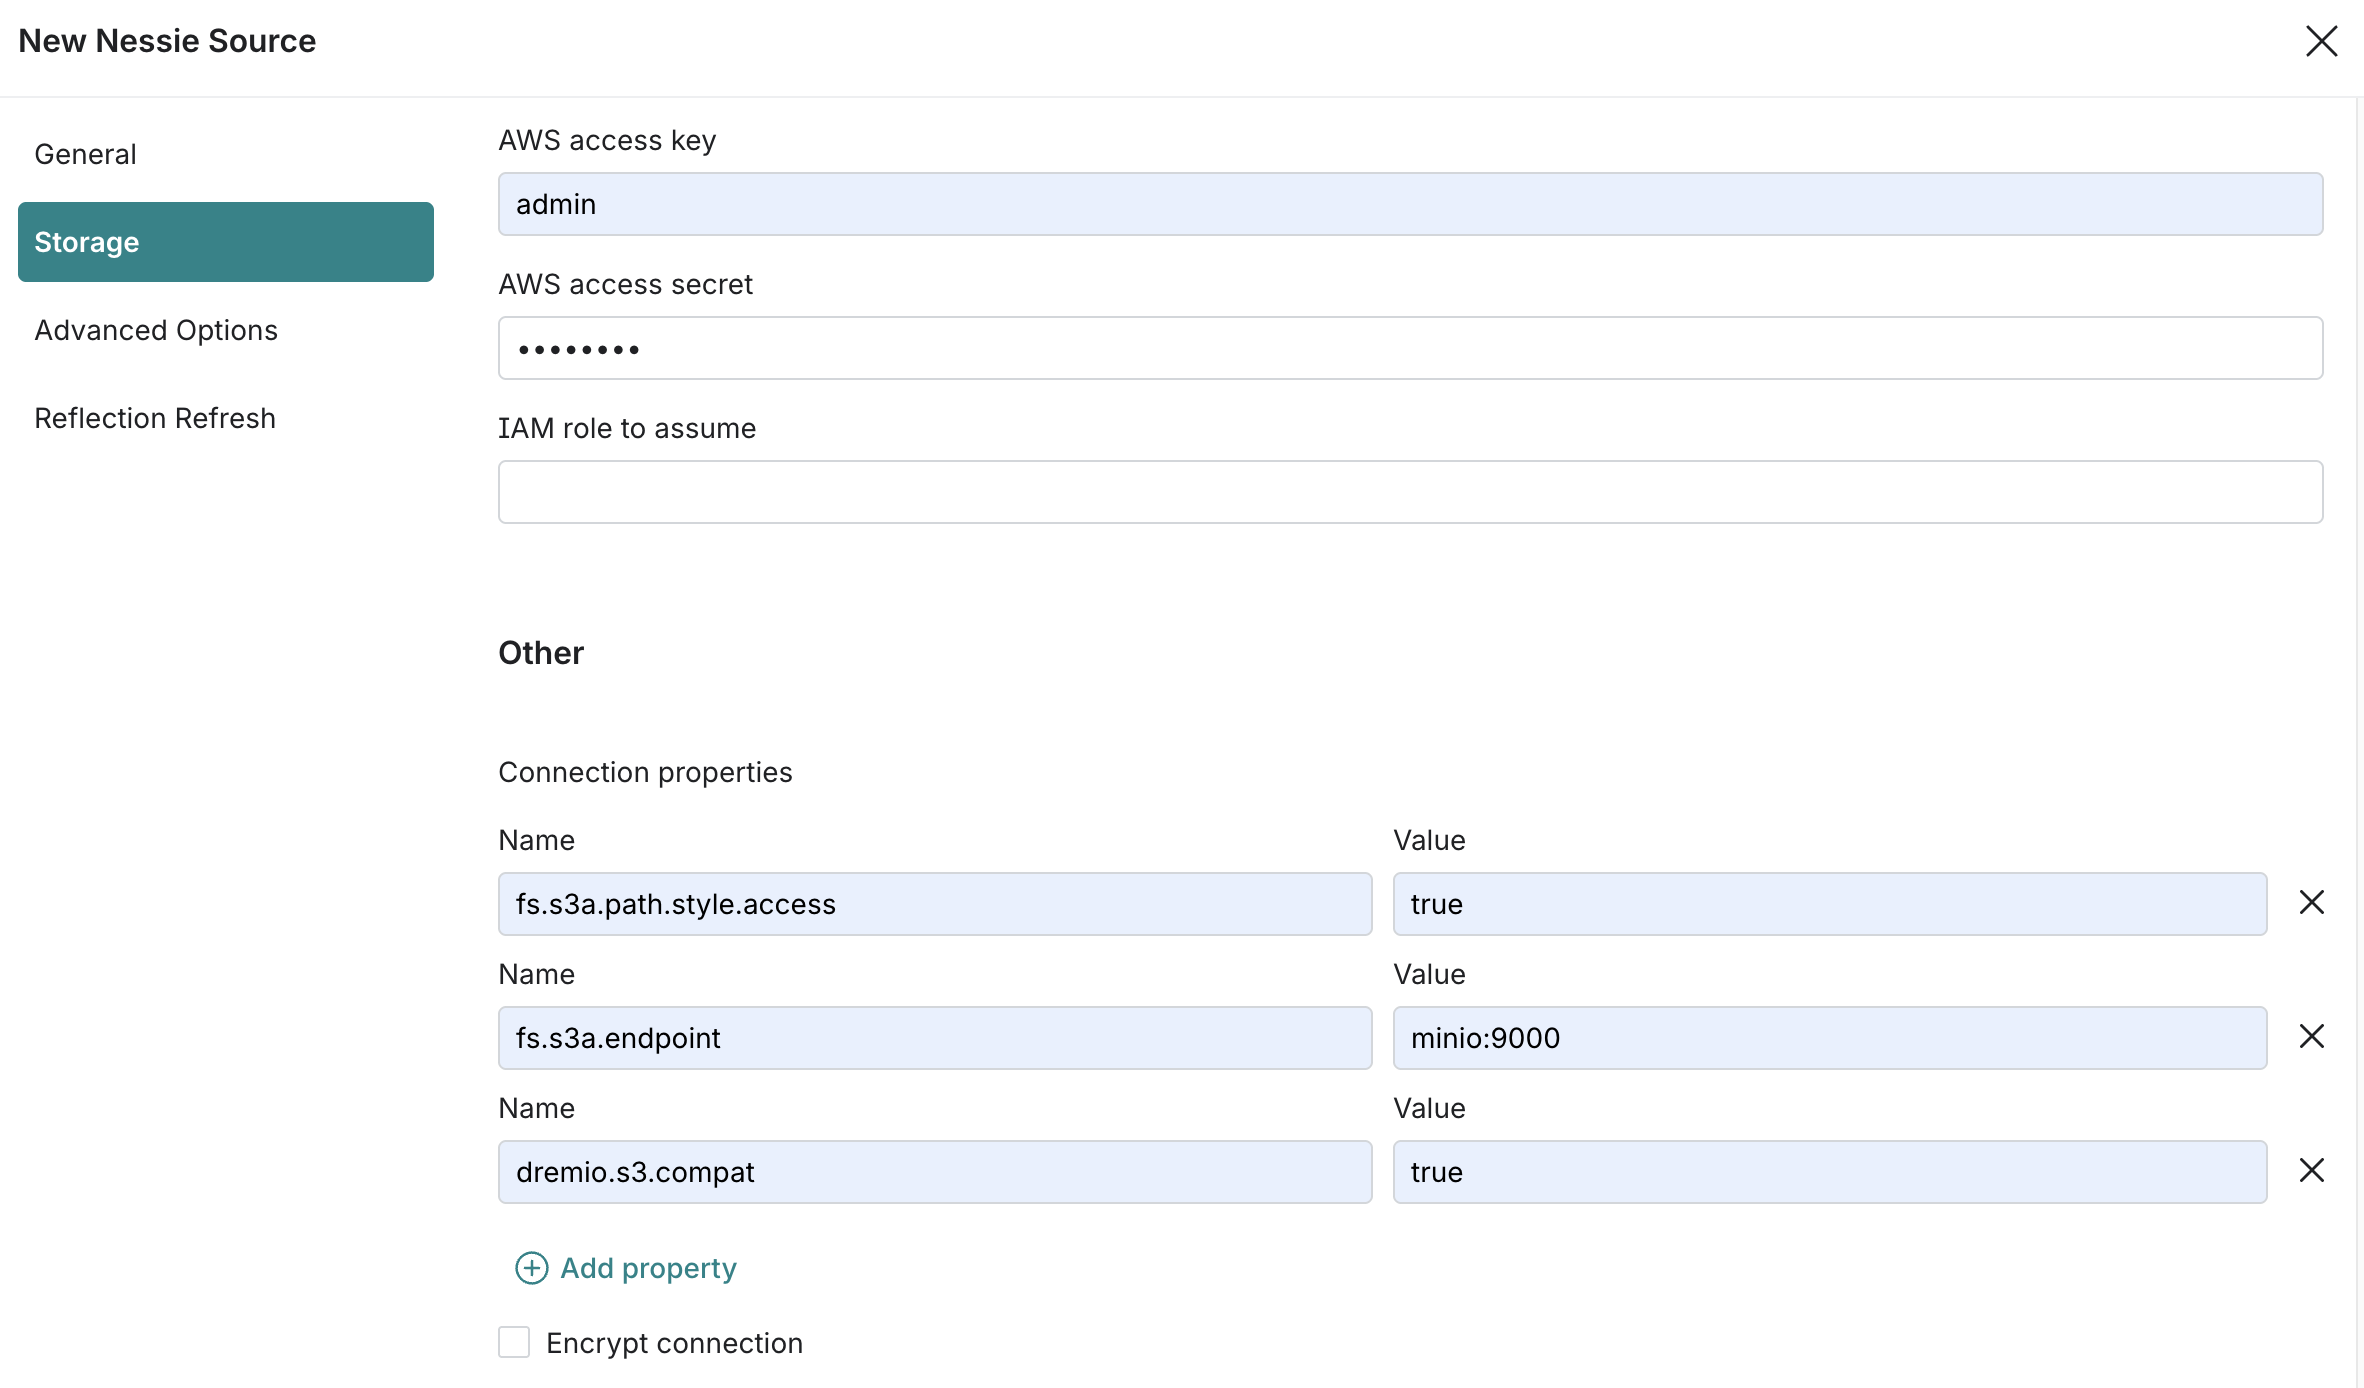 New Nessie Source
General
Storage
Advanced Options
Reflection Refresh
AWS access key
admin
AWS access secret
••••••••
IAM role to assume
Other
Connection properties
Name Value
fs.s3a.path.style.access true
Name Value
fs.s3a.endpoint minio:9000
Name Value
dremio.s3.compat true
Add property
Encrypt connection